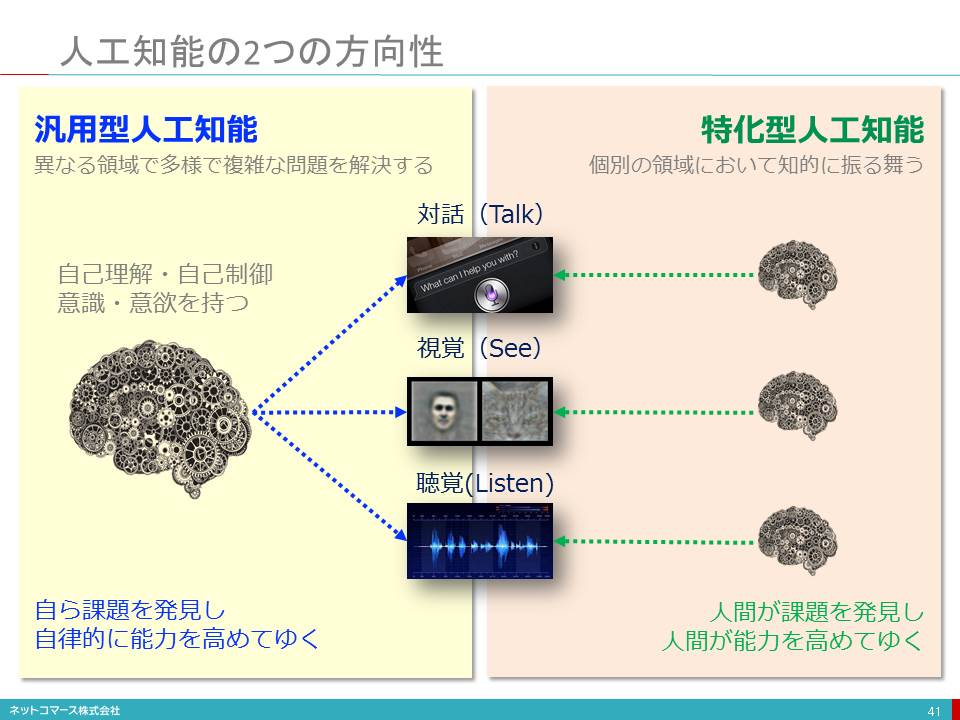 人工知能の2つの方向性
汎用型人工知能
異なる領域で多様で複雑な問題を解決する
自己理解・自己制御
意識・意欲を持つ
自ら課題を発見し
自律的に能力を高めてゆく
対話（Talk）
What can I help you with?
視覚（See）
聴覚(Listen)
特化型人工知能
個別の領域において知的に振る舞う
人間が課題を発見し
人間が能力を高めてゆく
ネットコマース株式会社
41